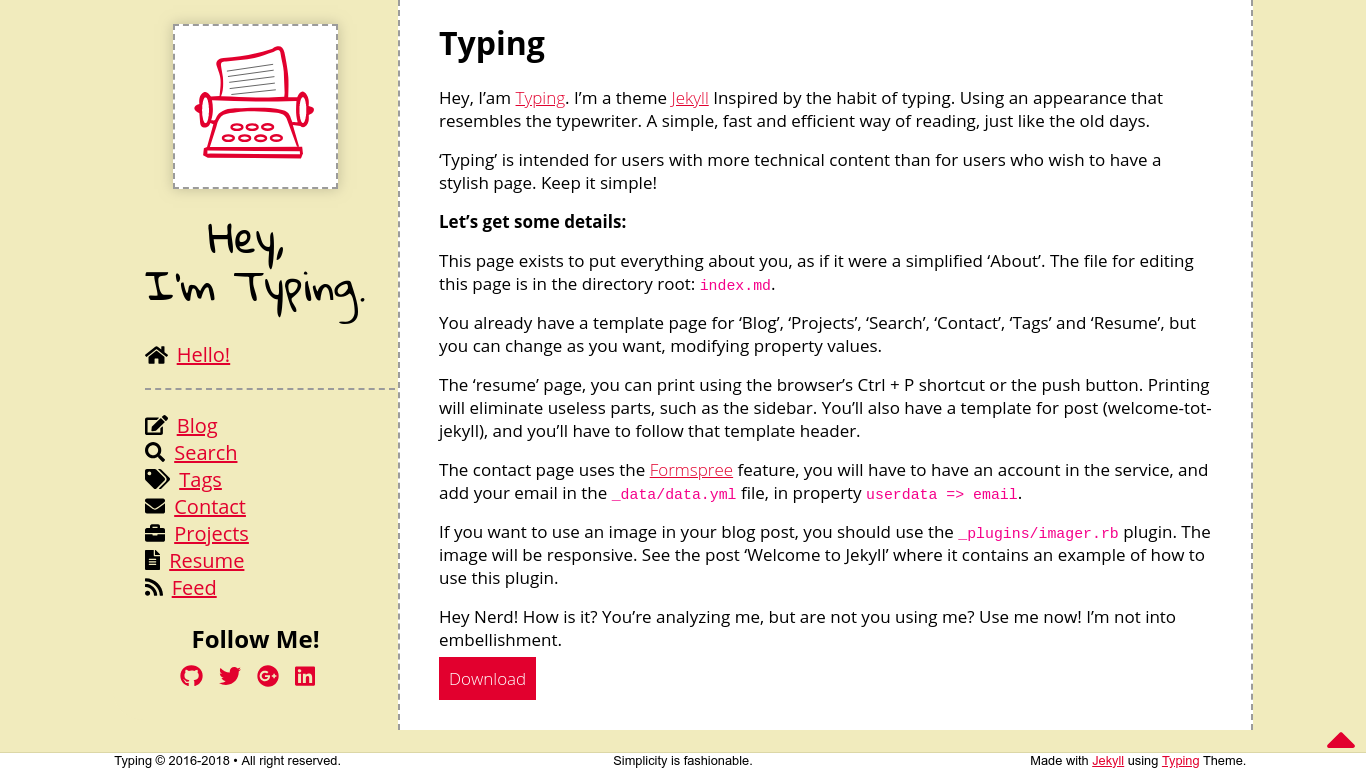 Hey,
I'm Typing.
Hello!
Blog
Search
Tags
Contact
Projects
Resume
Feed
Follow Me!
Typing
Hey, I’am Typing. I’m a theme Jekyll Inspired by the habit of typing. Using an appearance that
resembles the typewriter. A simple, fast and efficient way of reading, just like the old days.
‘Typing’ is intended for users with more technical content than for users who wish to have a
stylish page. Keep it simple!
Let’s get some details:
This page exists to put everything about you, as if it were a simplified ‘About’. The file for editing
this page is in the directory root: index.md.
You already have a template page for ‘Blog’, ‘Projects’, ‘Search’, ‘Contact’, ‘Tags’ and ‘Resume’, but
you can change as you want, modifying property values.
The ‘resume’ page, you can print using the browser’s Ctrl + P shortcut or the push button. Printing
will eliminate useless parts, such as the sidebar. You’ll also have a template for post (welcome-tot-
jekyll), and you’ll have to follow that template header.
The contact page uses the Formspree feature, you will have to have an account in the service, and
add your email in the _data/data.yml file, in property userdata => email.
If you want to use an image in your blog post, you should use the _plugins/imager.rb plugin. The
image will be responsive. See the post ‘Welcome to Jekyll’ where it contains an example of how to
use this plugin.
Hey Nerd! How is it? You’re analyzing me, but are not you using me? Use me now! I’m not into
embellishment.
Download
Typing © 2016-2018 • All right reserved.
Simplicity is fashionable.
Made with Jekyll using Typing Theme.